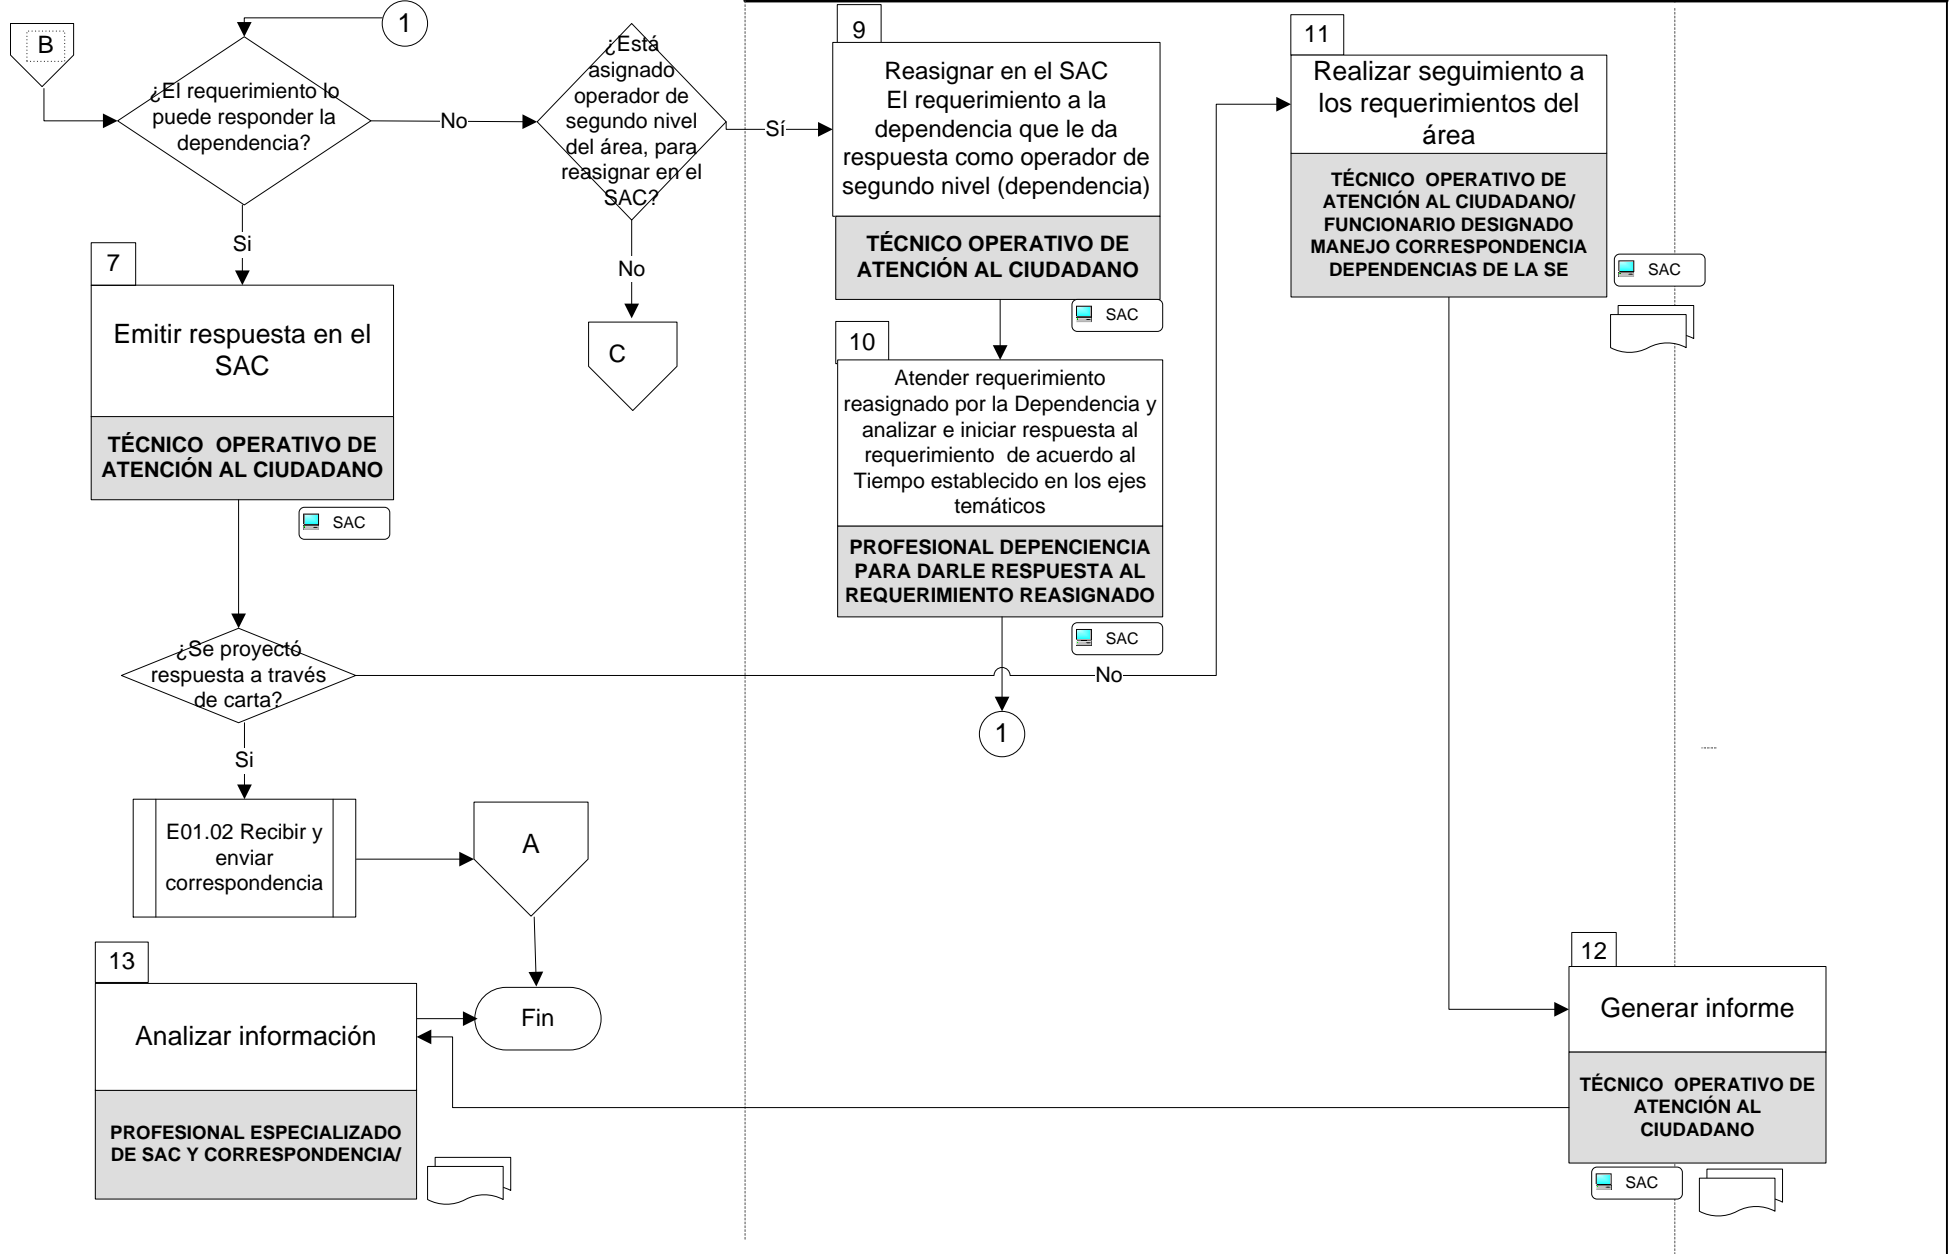 B
1
¿El requerimiento lo
puede responder la
dependencia?
No
¿Está
asignado
operador de
segundo nivel
del área, para
reasignar en el
SAC?
Sí
9
Reasignar en el SAC
El requerimiento a la
dependencia que le da
respuesta como operador de
segundo nivel (dependencia)
TÉCNICO OPERATIVO DE
ATENCIÓN AL CIUDADANO
SAC
11
Realizar seguimiento a
los requerimientos del
área
TÉCNICO OPERATIVO DE
ATENCIÓN AL CIUDADANO/
FUNCIONARIO DESIGNADO
MANEJO CORRESPONDENCIA
DEPENDENCIAS DE LA SE
SAC
Si
7
Emitir respuesta en el
SAC
TÉCNICO OPERATIVO DE
ATENCIÓN AL CIUDADANO
SAC
No
C
10
Atender requerimiento
reasignado por la Dependencia y
analizar e iniciar respuesta al
requerimiento de acuerdo al
Tiempo establecido en los ejes
temáticos
PROFESIONAL DEPENCIENCIA
PARA DARLE RESPUESTA AL
REQUERIMIENTO REASIGNADO
SAC
¿Se proyectó
respuesta a través
de carta?
No
1
Si
E01.02 Recibir y
enviar
correspondencia
A
13
Analizar información
PROFESIONAL ESPECIALIZADO
DE SAC Y CORRESPONDENCIA/
Fin
12
Generar informe
TÉCNICO OPERATIVO DE
ATENCIÓN AL
CIUDADANO
SAC